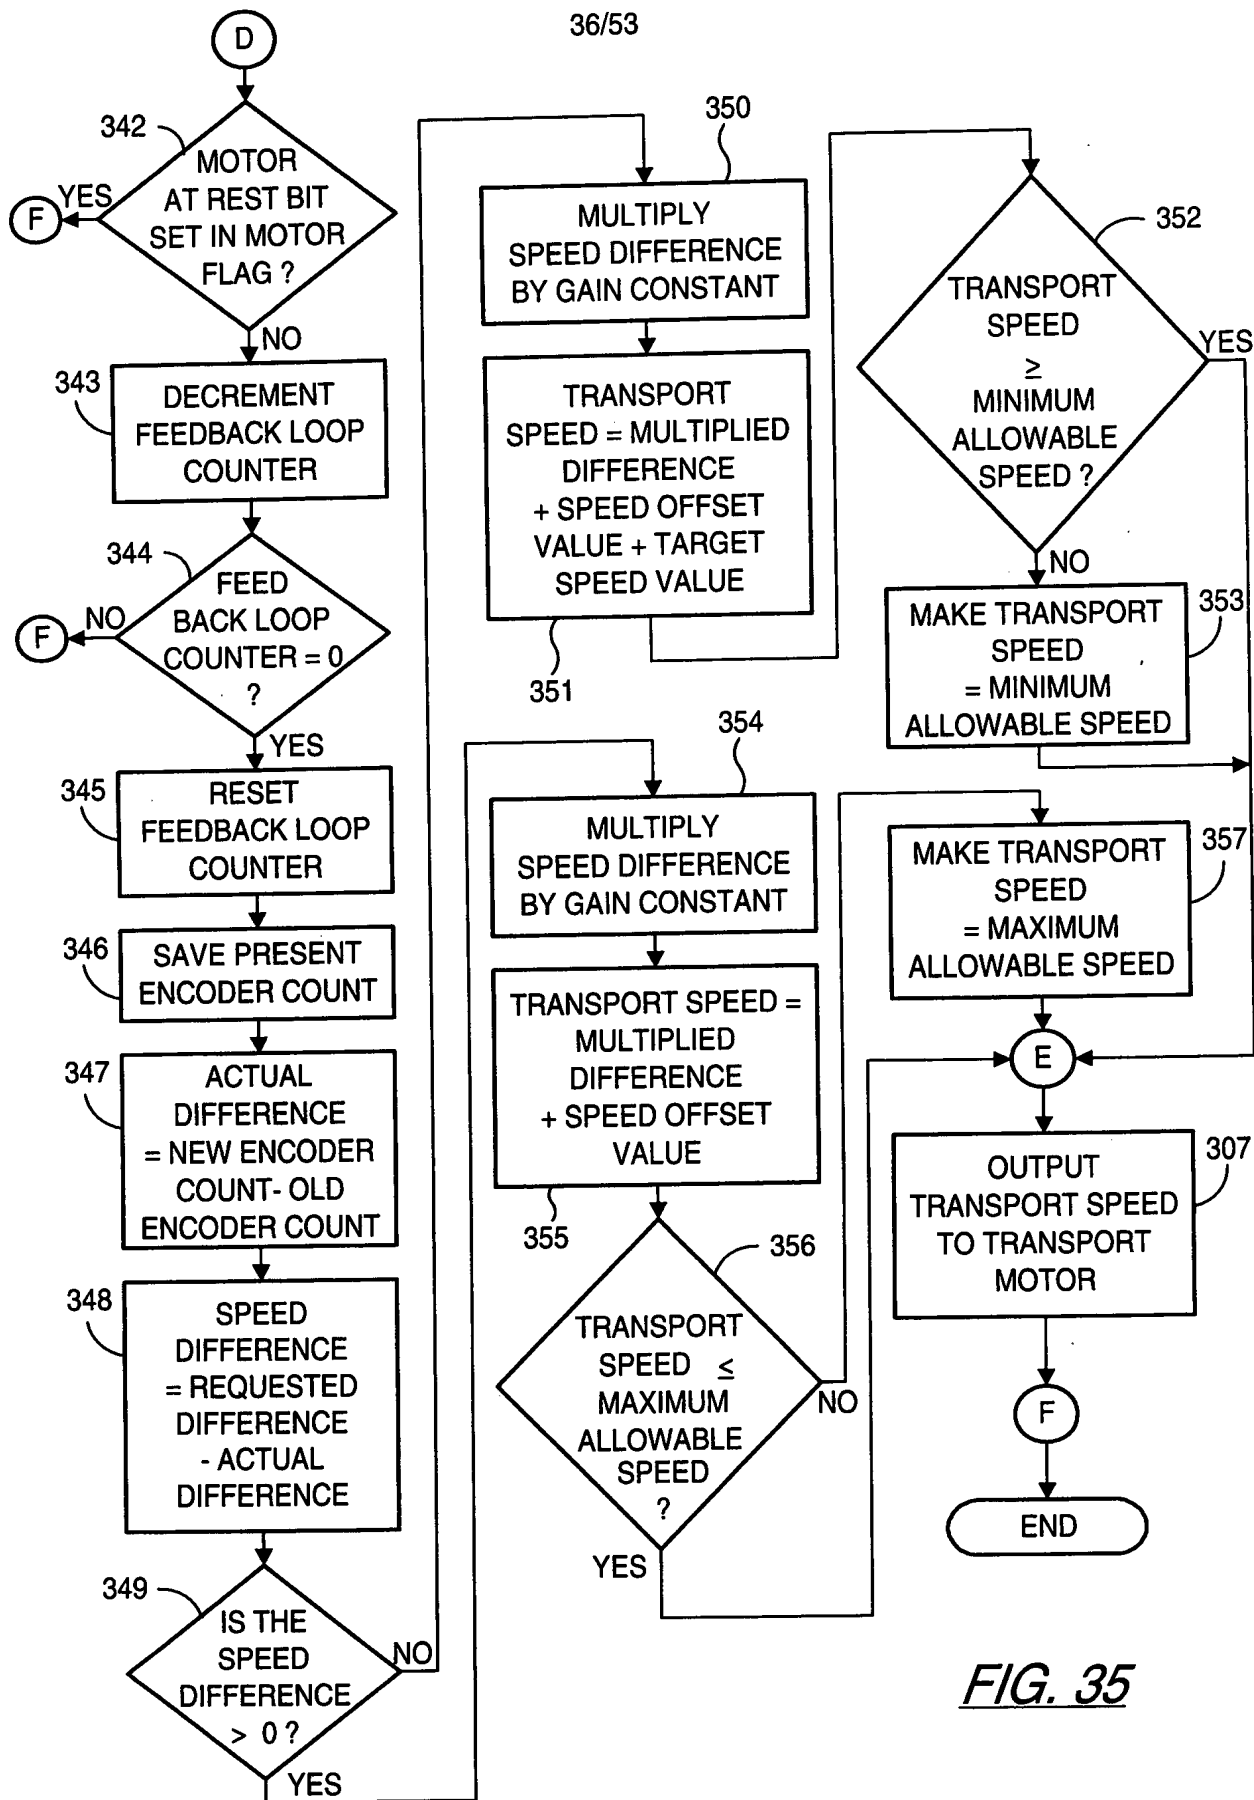 36/53
D
342
MOTOR
AT REST BIT
SET IN MOTOR
FLAG ?
YES
F
NO
343
DECREMENT
FEEDBACK LOOP
COUNTER
344
FEED
BACK LOOP
COUNTER = 0
?
NO
F
YES
345
RESET
FEEDBACK LOOP
COUNTER
346
SAVE PRESENT
ENCODER COUNT
347
ACTUAL
DIFFERENCE
= NEW ENCODER
COUNT- OLD
ENCODER COUNT
348
SPEED
DIFFERENCE
= REQUESTED
DIFFERENCE
- ACTUAL
DIFFERENCE
349
IS THE
SPEED
DIFFERENCE
> 0 ?
NO
YES
350
MULTIPLY
SPEED DIFFERENCE
BY GAIN CONSTANT
TRANSPORT
SPEED = MULTIPLIED
DIFFERENCE
+ SPEED OFFSET
VALUE + TARGET
SPEED VALUE
351
352
TRANSPORT
SPEED
≥
MINIMUM
ALLOWABLE
SPEED ?
YES
NO
353
MAKE TRANSPORT
SPEED
= MINIMUM
ALLOWABLE SPEED
354
MULTIPLY
SPEED DIFFERENCE
BY GAIN CONSTANT
TRANSPORT SPEED =
MULTIPLIED
DIFFERENCE
+ SPEED OFFSET
VALUE
355
356
TRANSPORT
SPEED ≤
MAXIMUM
ALLOWABLE
SPEED
?
NO
YES
357
MAKE TRANSPORT
SPEED
= MAXIMUM
ALLOWABLE SPEED
E
307
OUTPUT
TRANSPORT SPEED
TO TRANSPORT
MOTOR
F
END
FIG. 35